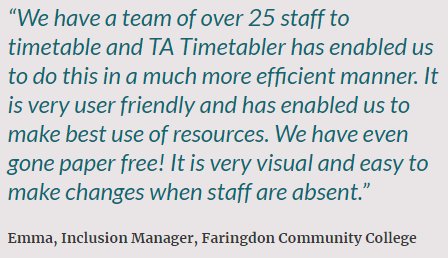 “We have a team of over 25 staff to
timetable and TA Timetabler has enabled us
to do this in a much more efficient manner. It
is very user friendly and has enabled us to
make best use of resources. We have even
gone paper free! It is very visual and easy to
make changes when staff are absent.”
Emma, Inclusion Manager, Faringdon Community College